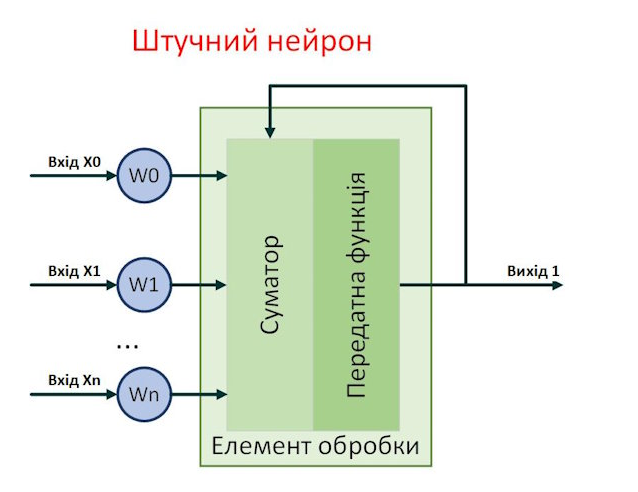 Штучний нейрон
Вхід X0
W0
Вхід X1
W1
...
Вхід Xn
Wn
Суматор
Передатна функція
Вихід 1
Елемент обробки